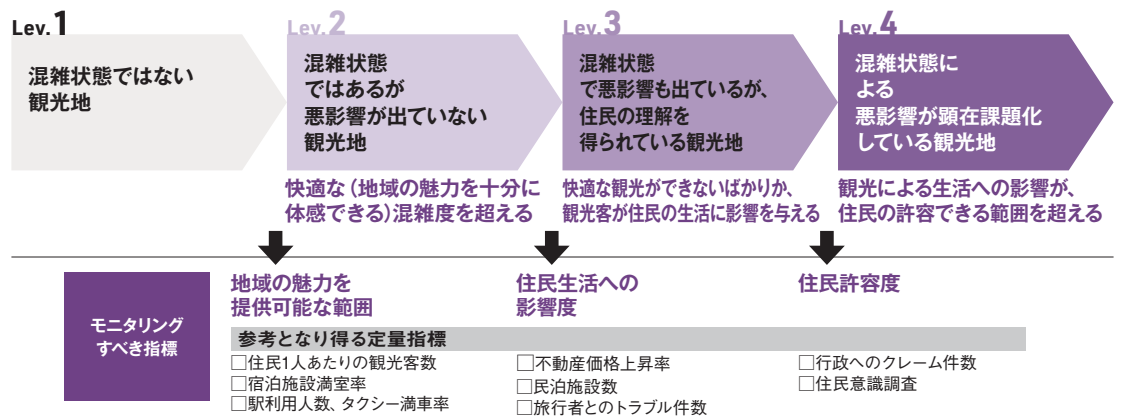 Lev.1
混雑状態ではない
観光地
Lev.2
混雑状態
ではあるが
悪影響が出ていない
観光地
Lev.3
混雑状態
で悪影響も出ているが、
住民の理解を
得られている観光地
Lev.4
混雑状態に
よる
悪影響が顕在課題化
している観光地
快適な（地域の魅力を十分に
体感できる）混雑度を超える
快適な観光ができないばかりか、
観光客が住民の生活に影響を与える
観光による生活への影響が、
住民の許容できる範囲を超える
モニタリング
すべき指標
地域の魅力を
提供可能な範囲
住民生活への
影響度
住民許容度
参考となり得る定量指標
□住民1人あたりの観光客数
□宿泊施設満室率
□駅利用人数、タクシー満車率
□不動産価格上昇率
□民泊施設数
□旅行者とのトラブル件数
□行政へのクレーム件数
□住民意識調査